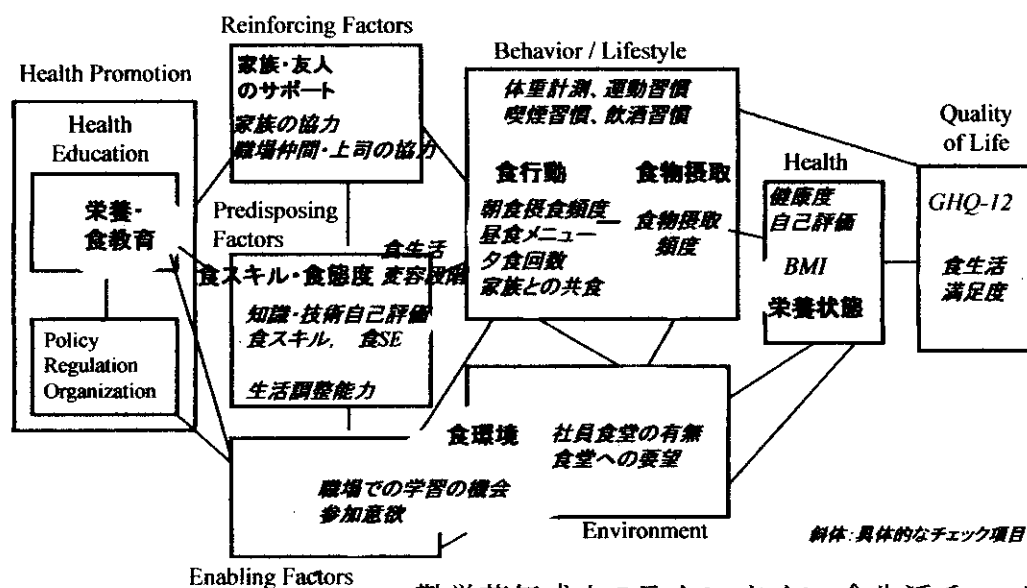 Health Promotion
Health
Education
栄養・
食教育
Policy
Regulation
Organization
Reinforcing Factors
家族・友人
のサポート
家族の協力
職場仲間・上司の協力
Predisposing
Factors
食スキル・食態度
食生活
変容段階
知識・技術自己評価
食スキル, 食SE
生活調整能力
Enabling Factors
職場での学習の機会
参加意欲
食環境
社員食堂の有無
食堂への要望
Environment
Behavior / Lifestyle
体重計測、運動習慣
喫煙習慣、飲酒習慣
食行動
朝食摂食頻度
昼食メニュー
夕食回数
家族との共食
食物摂取
食物摂取
頻度
Health
健康度
自己評価
BMI
栄養状態
Quality
of Life
GHQ-12
食生活
満足度
斜体:具体的なチェック項目